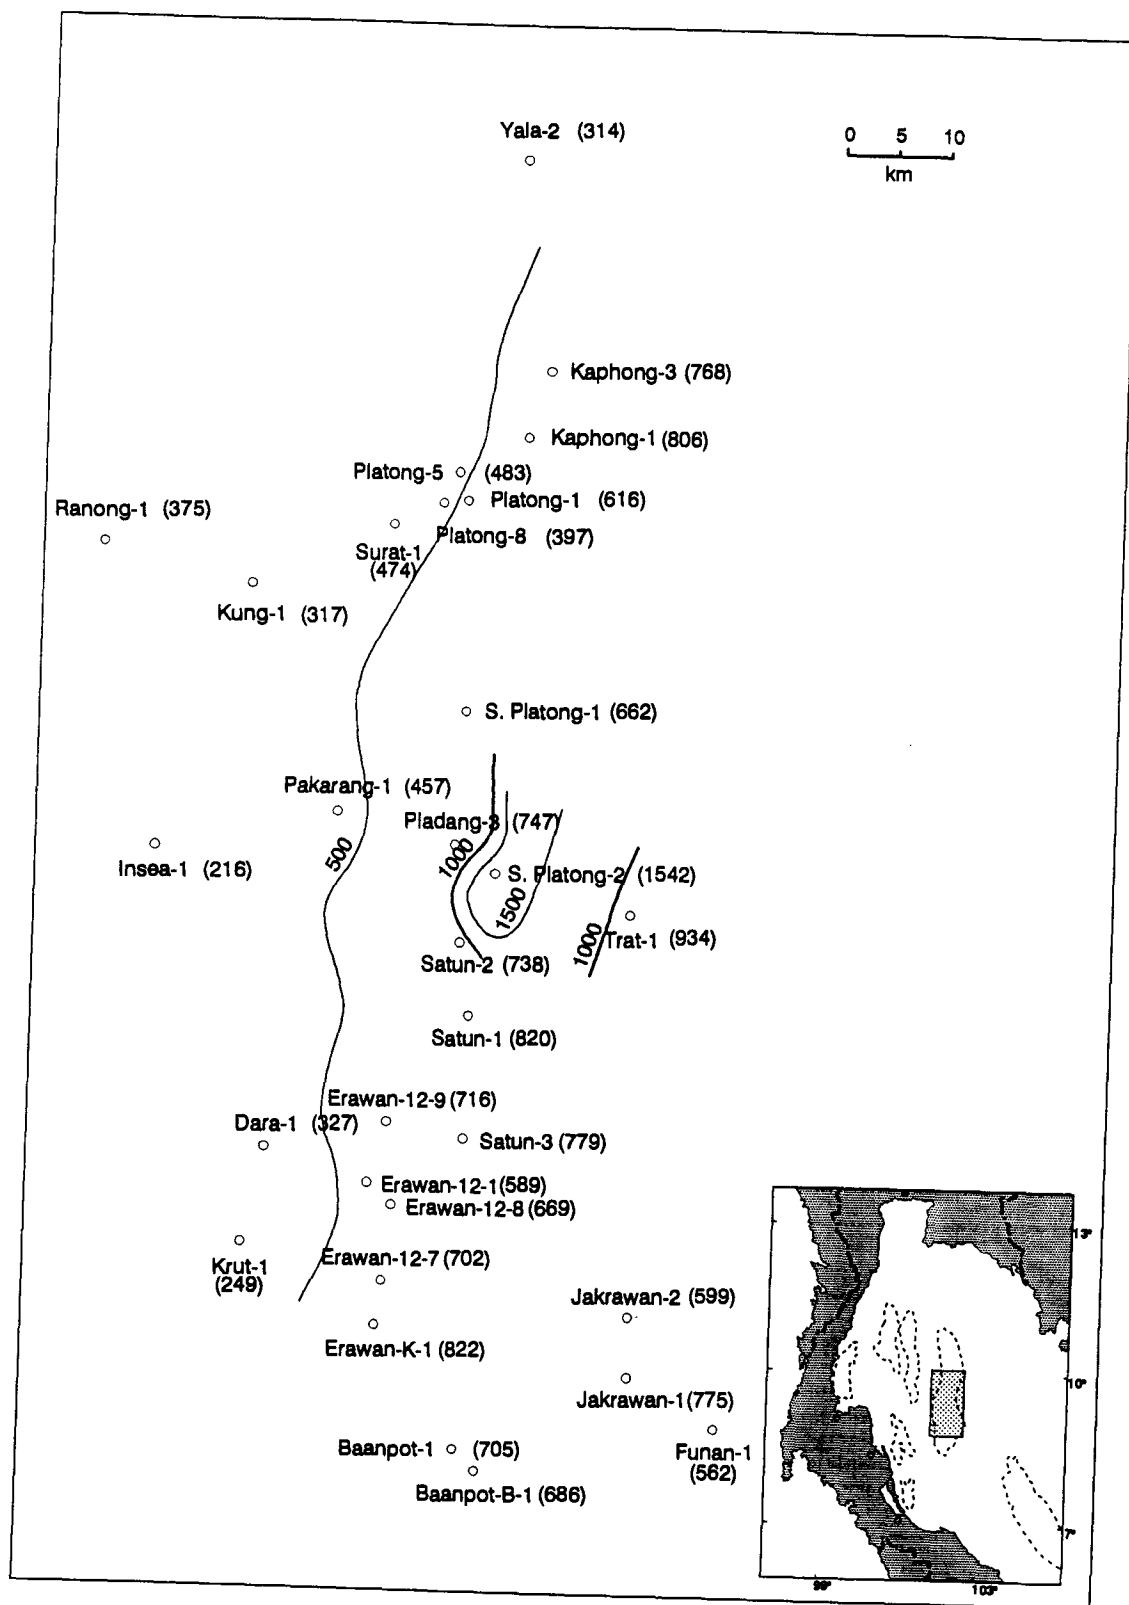 Yala-2 (314)
0 5 10
km
Kaphong-3 (768)
Kaphong-1 (806)
Platong-5 (483)
Platong-1 (616)
Ranong-1 (375)
Platong-8 (397)
Surat-1
(474)
Kung-1 (317)
S. Platong-1 (662)
Pakarang-1 (457)
Pladang-3 (747)
500
1000
Insea-1 (216)
S. Platong-2 (1542)
1500
1000
Trat-1 (934)
Satun-2 (738)
Satun-1 (820)
Erawan-12-9 (716)
Dara-1 (327)
Satun-3 (779)
Erawan-12-1 (589)
Erawan-12-8 (669)
Krut-1
(249)
Erawan-12-7 (702)
Jakrawan-2 (599)
Erawan-K-1 (822)
Jakrawan-1 (775)
Baanpot-1 (705)
Funan-1
(562)
Baanpot-B-1 (686)
13°
10°
7°
99° 103°